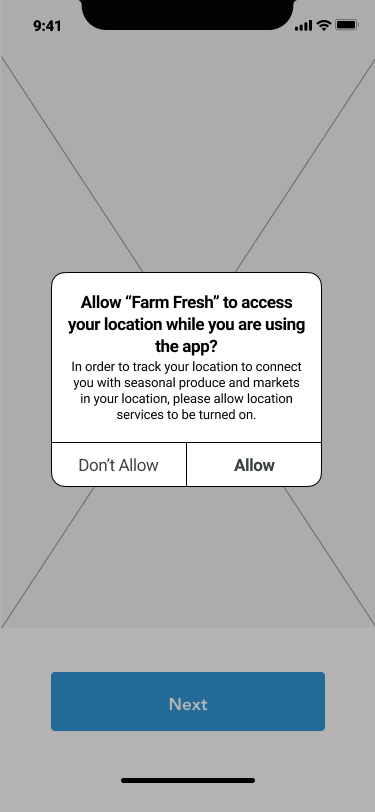 9:41
Allow “Farm Fresh” to access
your location while you are using
the app?
In order to track your location to connect
you with seasonal produce and markets
in your location, please allow location
services to be turned on.
Don’t Allow
Allow
Next